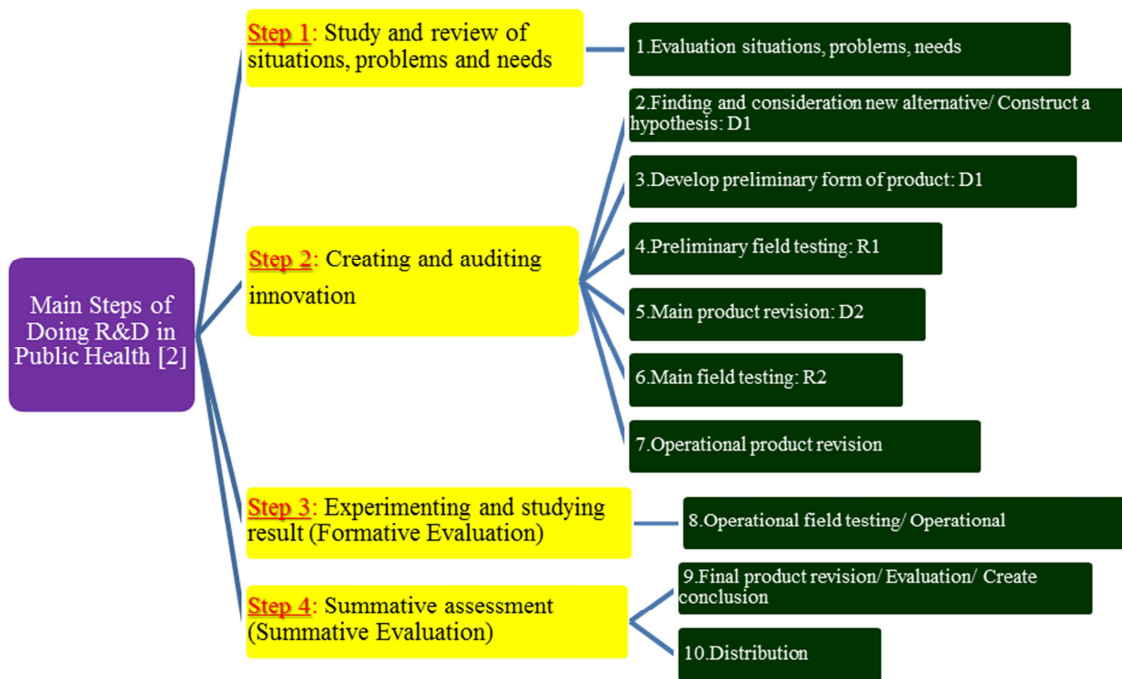 Main Steps of
Doing R&D in
Public Health [2]
Step 1: Study and review of
situations, problems and needs
1.Evaluation situations, problems, needs
Step 2: Creating and auditing
innovation
2.Finding and consideration new alternative/ Construct a
hypothesis: D1
3.Develop preliminary form of product: D1
4.Preliminary field testing: R1
5.Main product revision: D2
6.Main field testing: R2
7.Operational product revision
Step 3: Experimenting and studying
result (Formative Evaluation)
8.Operational field testing/ Operational
Step 4: Summative assessment
(Summative Evaluation)
9.Final product revision/ Evaluation/ Create
conclusion
10.Distribution